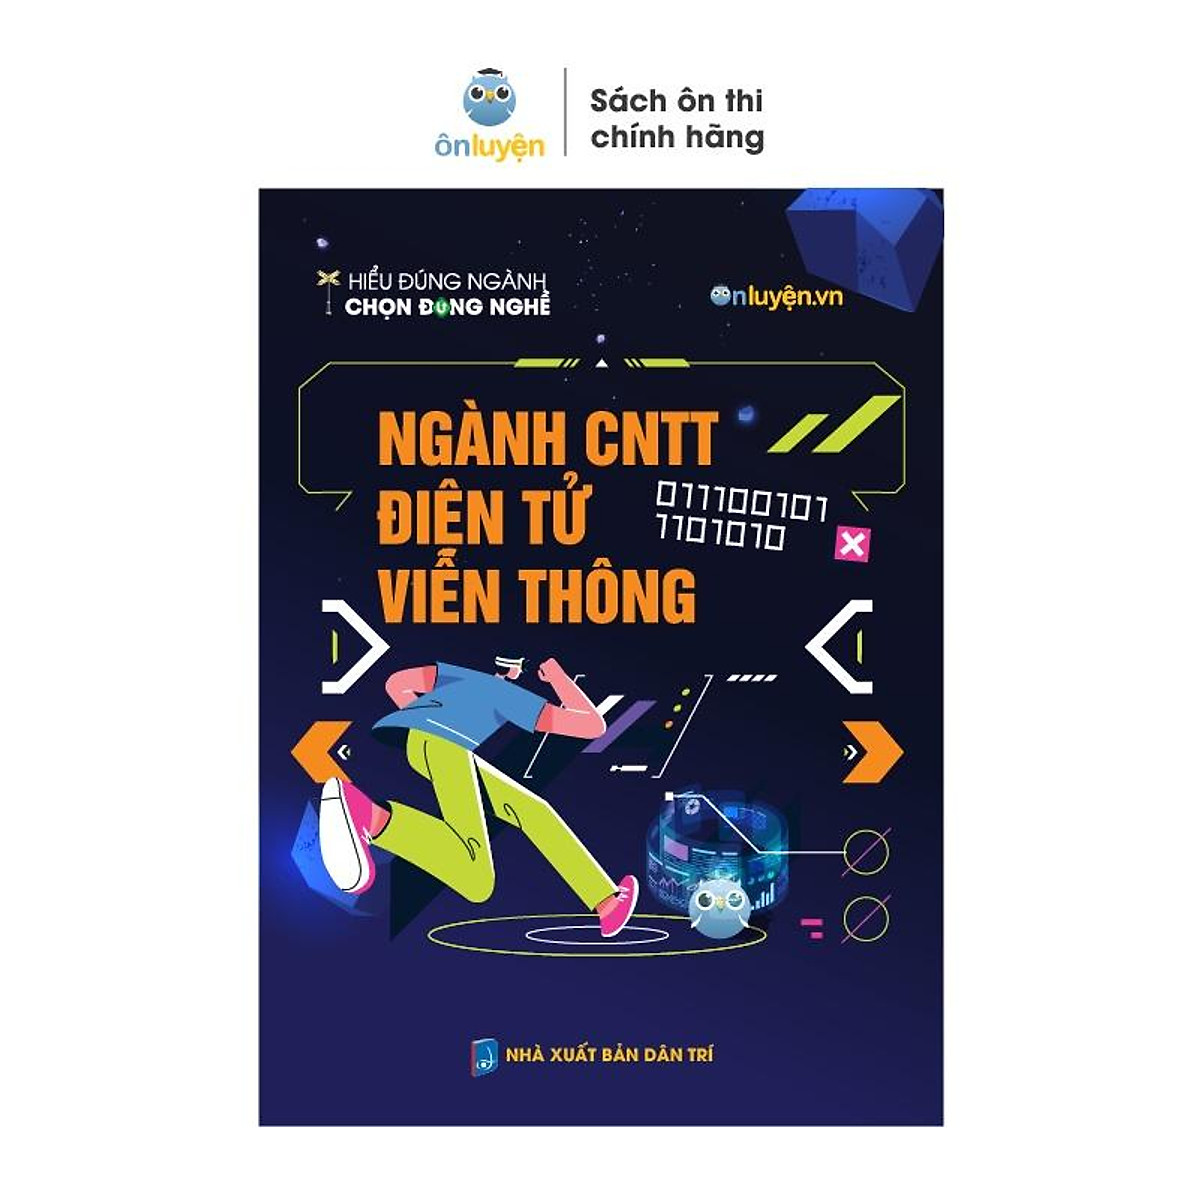 ônluyện
Sách ôn thi
chính hãng
HIỂU ĐÚNG NGÀNH
CHỌN ĐÚNG NGHỀ
Ônluyện.vn
NGÀNH CNTT
ĐIỆN TỬ
VIỄN THÔNG
011100101
1101010
NHÀ XUẤT BẢN DÂN TRÍ